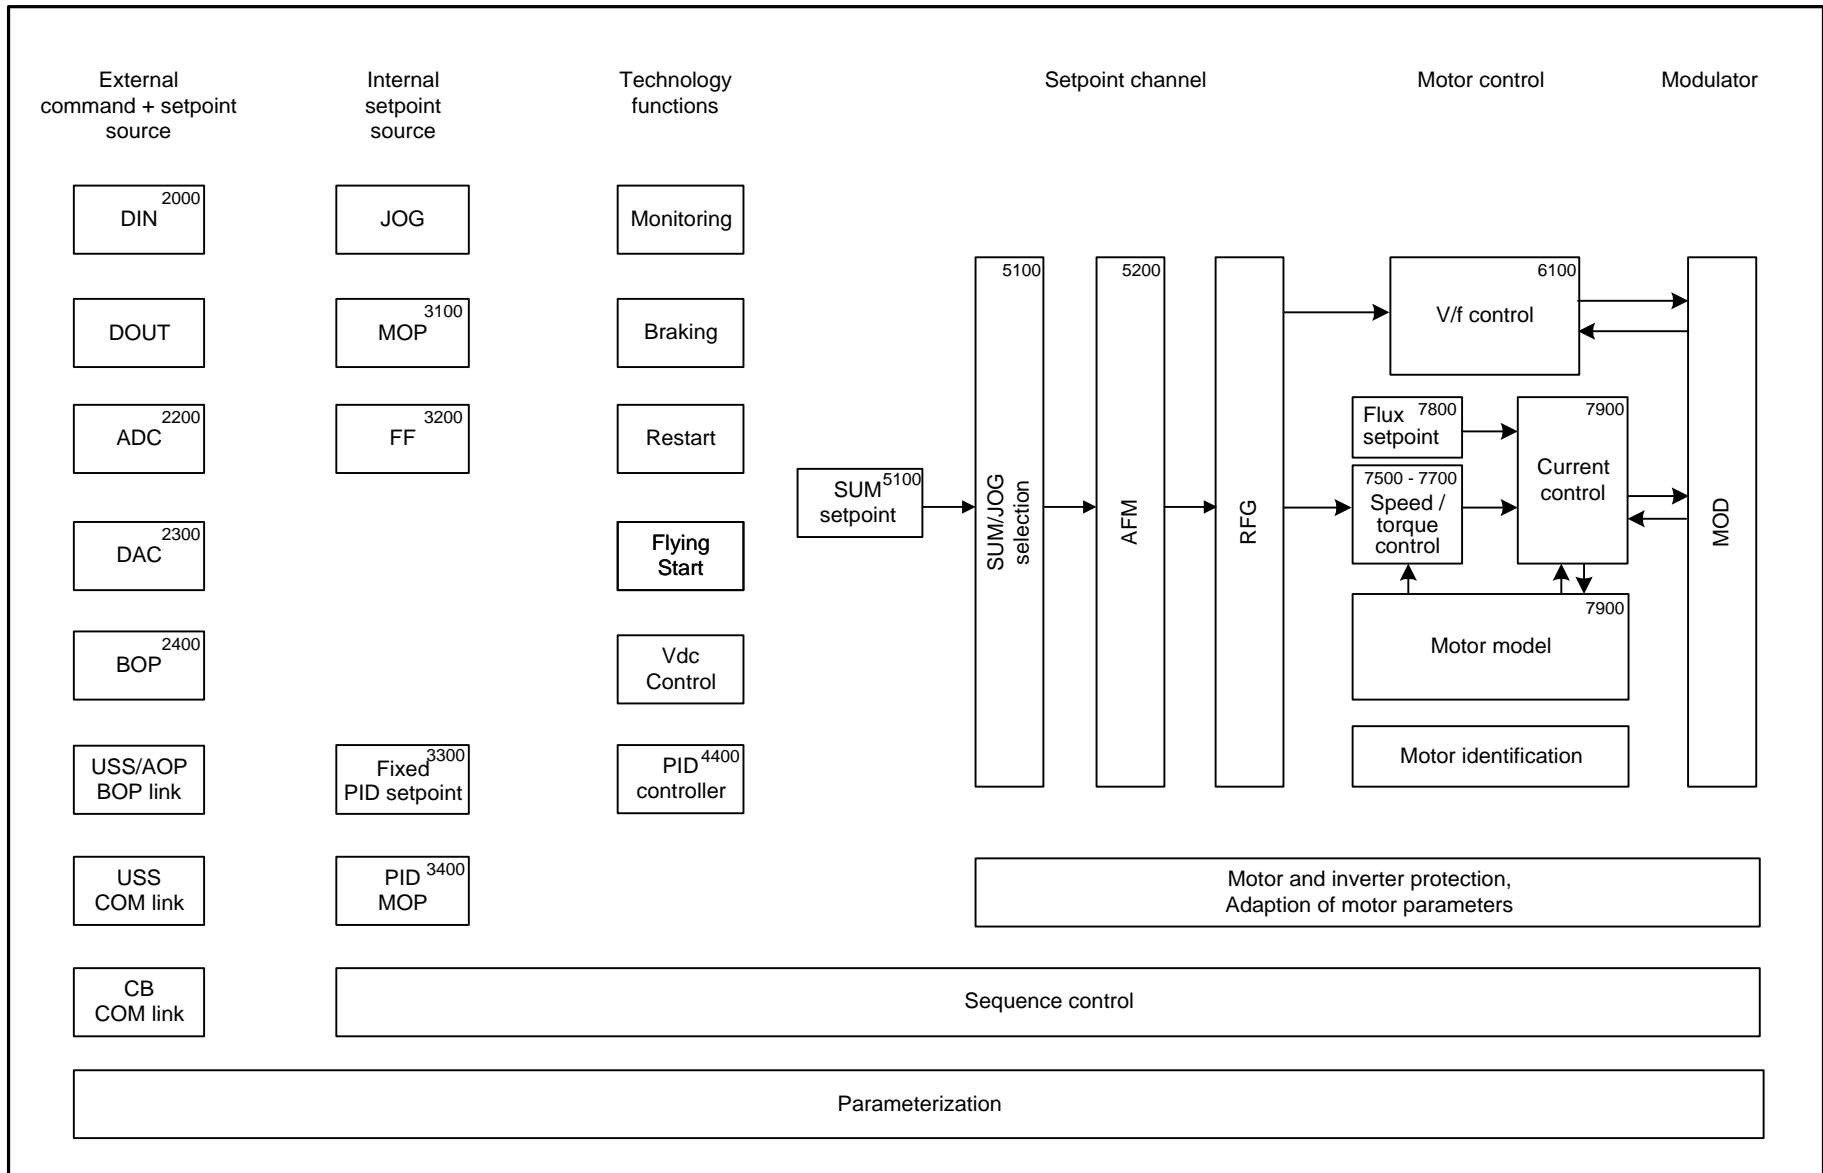 External
command + setpoint
source
Internal
setpoint
source
Technology
functions
Setpoint channel
Motor control
Modulator
2000
DIN
JOG
Monitoring
DOUT
3100
MOP
Braking
2200
ADC
3200
FF
Restart
2300
DAC
Flying
Start
2400
BOP
Vdc
Control
USS/AOP
BOP link
3300
Fixed
PID setpoint
4400
PID
controller
USS
COM link
3400
PID
MOP
CB
COM link
5100
SUM
setpoint
5100
SUM/JOG
selection
5200
AFM
RFG
6100
V/f control
7800
Flux
setpoint
7500 - 7700
Speed /
torque
control
7900
Current
control
7900
Motor model
Motor identification
MOD
Motor and inverter protection,
Adaption of motor parameters
Sequence control
Parameterization